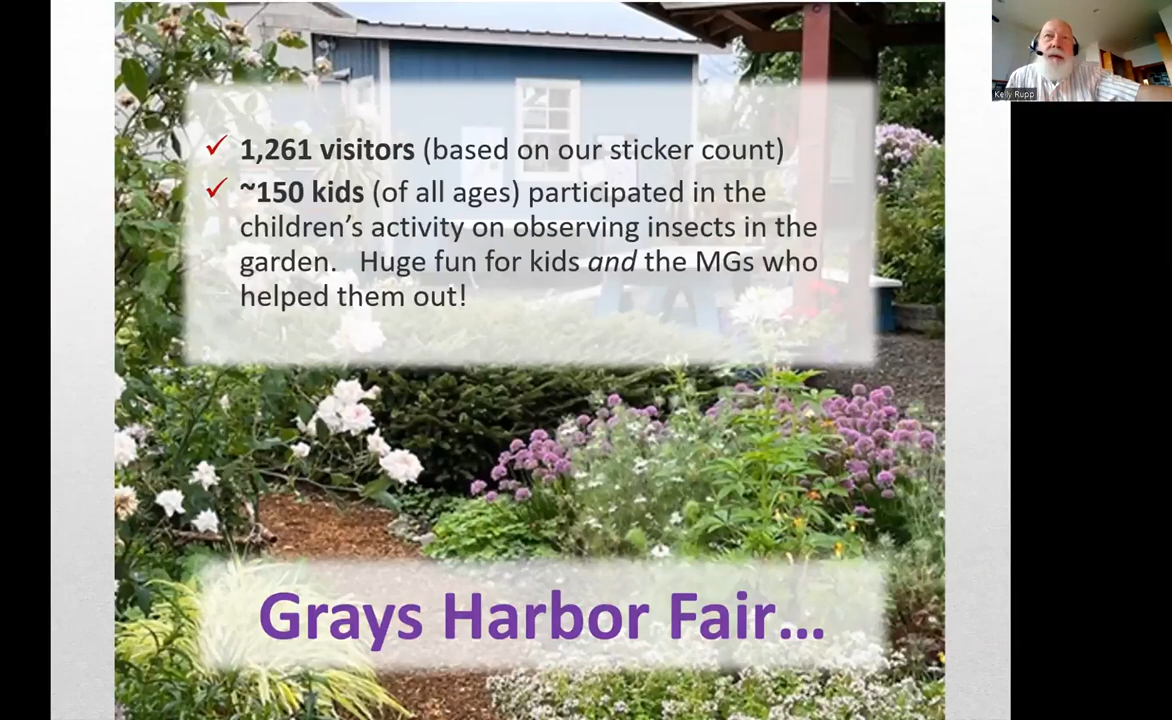 Kelly Rupp
✓ 1,261 visitors (based on our sticker count)
✓ ~150 kids (of all ages) participated in the
children’s activity on observing insects in the
garden.   Huge fun for kids and the MGs who
helped them out!
Grays Harbor Fair...